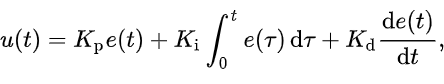 u(t) = K_p e(t) + K_i ∫_0^t e(τ) dτ + K_d de(t)/dt,